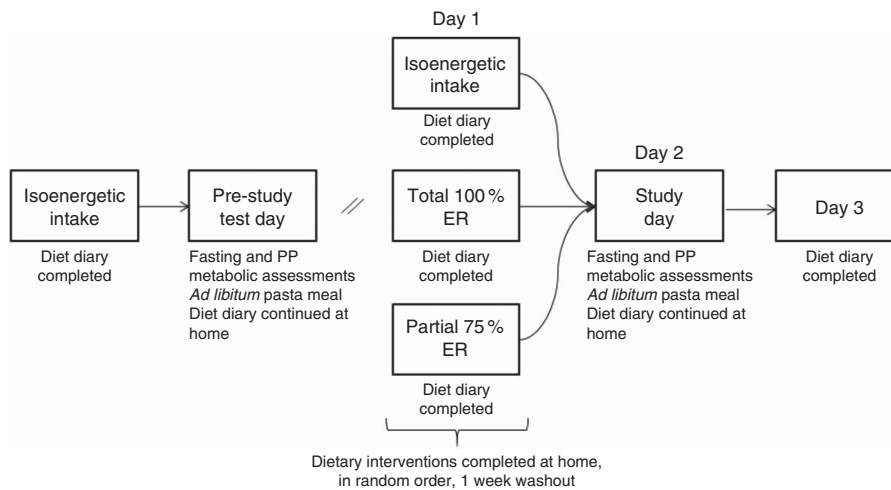 Day 1
Isoenergetic
intake
Diet diary
completed
Isoenergetic
intake
Diet diary
completed
Pre-study
test day
Fasting and PP
metabolic assessments
Ad libitum pasta meal
Diet diary continued at
home
//
Total 100 %
ER
Diet diary
completed
Partial 75 %
ER
Diet diary
completed
Dietary interventions completed at home,
in random order, 1 week washout
Day 2
Study
day
Fasting and PP
metabolic assessments
Ad libitum pasta meal
Diet diary continued at
home
Day 3
Diet diary
completed